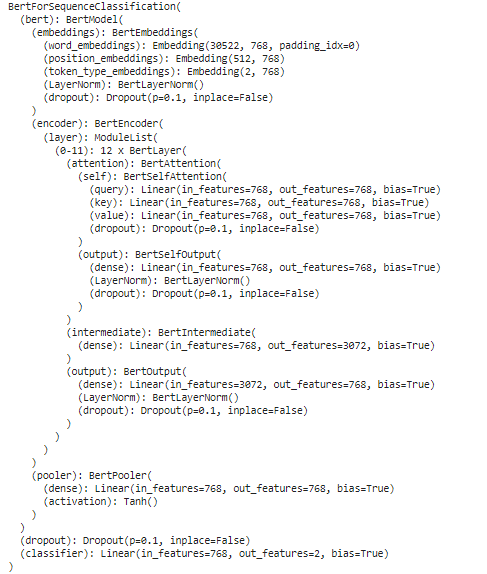 BertForSequenceClassification(
  (bert): BertModel(
    (embeddings): BertEmbeddings(
      (word_embeddings): Embedding(30522, 768, padding_idx=0)
      (position_embeddings): Embedding(512, 768)
      (token_type_embeddings): Embedding(2, 768)
      (LayerNorm): BertLayerNorm()
      (dropout): Dropout(p=0.1, inplace=False)
    )
    (encoder): BertEncoder(
      (layer): ModuleList(
        (0-11): 12 x BertLayer(
          (attention): BertAttention(
            (self): BertSelfAttention(
              (query): Linear(in_features=768, out_features=768, bias=True)
              (key): Linear(in_features=768, out_features=768, bias=True)
              (value): Linear(in_features=768, out_features=768, bias=True)
              (dropout): Dropout(p=0.1, inplace=False)
            )
            (output): BertSelfOutput(
              (dense): Linear(in_features=768, out_features=768, bias=True)
              (LayerNorm): BertLayerNorm()
              (dropout): Dropout(p=0.1, inplace=False)
            )
          )
          (intermediate): BertIntermediate(
            (dense): Linear(in_features=768, out_features=3072, bias=True)
          )
          (output): BertOutput(
            (dense): Linear(in_features=3072, out_features=768, bias=True)
            (LayerNorm): BertLayerNorm()
            (dropout): Dropout(p=0.1, inplace=False)
          )
        )
      )
    )
    (pooler): BertPooler(
      (dense): Linear(in_features=768, out_features=768, bias=True)
      (activation): Tanh()
    )
  )
  (dropout): Dropout(p=0.1, inplace=False)
  (classifier): Linear(in_features=768, out_features=2, bias=True)
)